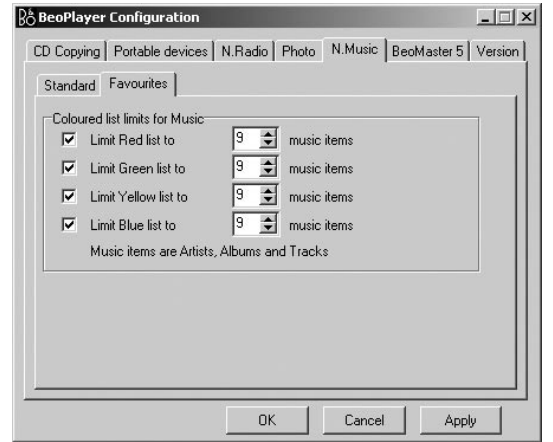 B&O BeoPlayer Configuration
CD Copying Portable devices N.Radio Photo N.Music BeoMaster 5 Version
Standard Favourites
Coloured list limits for Music
Limit Red list to 9 music items
Limit Green list to 9 music items
Limit Yellow list to 9 music items
Limit Blue list to 9 music items
Music items are Artists, Albums and Tracks
OK Cancel Apply